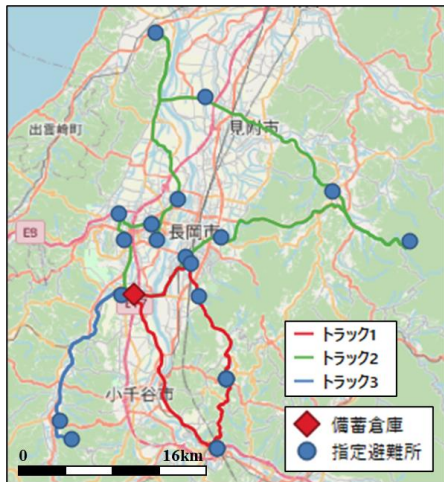 出雲崎町
見附市
E8
長岡市
小千谷市
トラック1
トラック2
トラック3
備蓄倉庫
指定避難所
0 16km